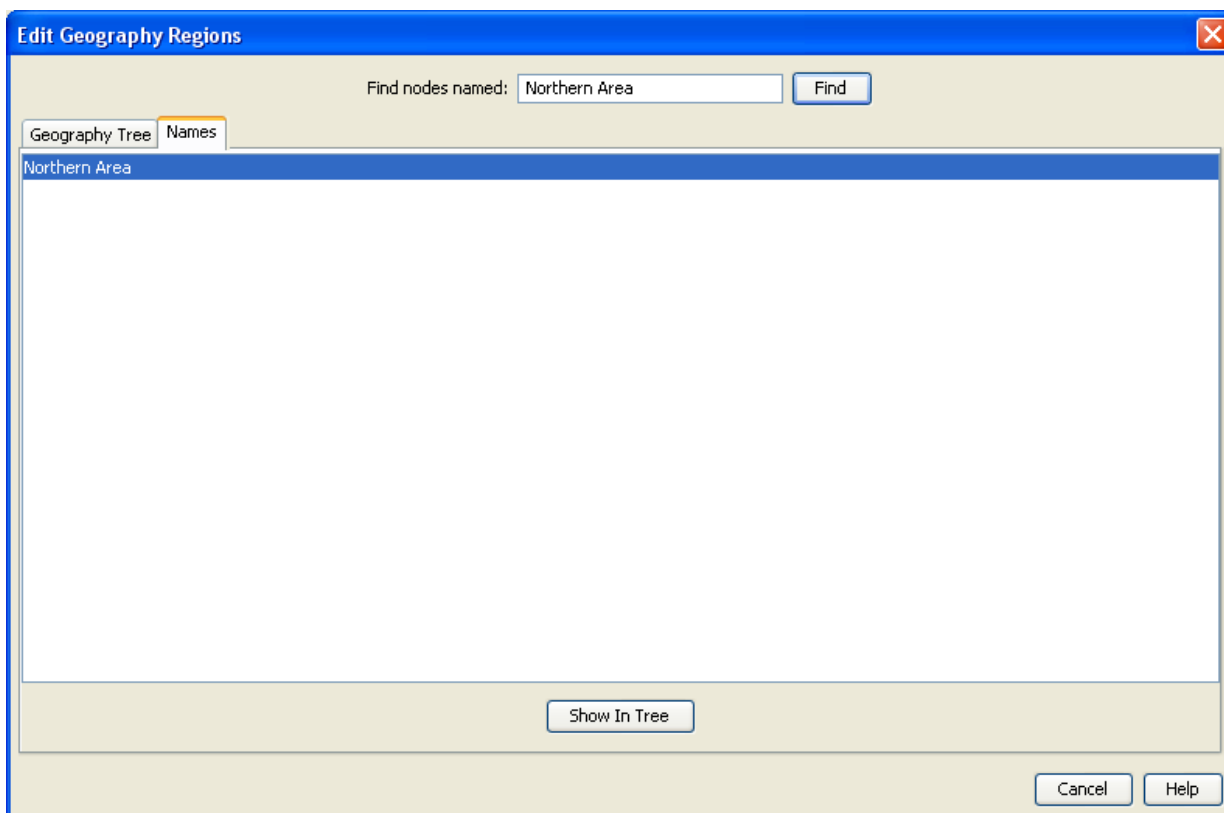 Edit Geography Regions
Find nodes named: Northern Area Find
Geography Tree Names
Northern Area
Show In Tree
Cancel Help